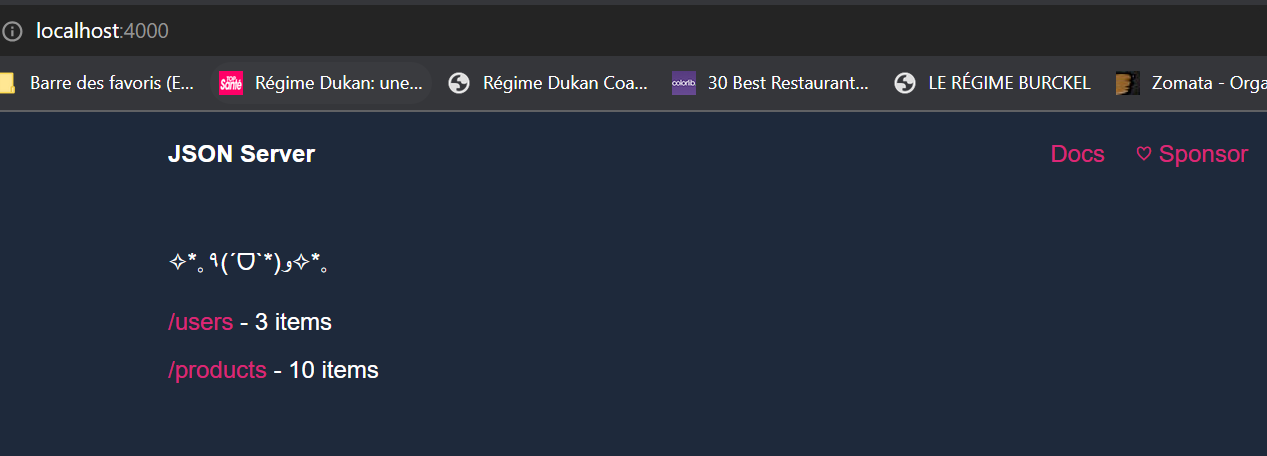 localhost:4000
Barre des favoris (E... Régime Dukan: une... Régime Dukan Coa... colorlib 30 Best Restaurant... LE RÉGIME BURCKEL Zomata - Orga
JSON Server Docs ♡ Sponsor
✧*｡٩(ˊᗜˋ*)و✧*｡
/users - 3 items
/products - 10 items